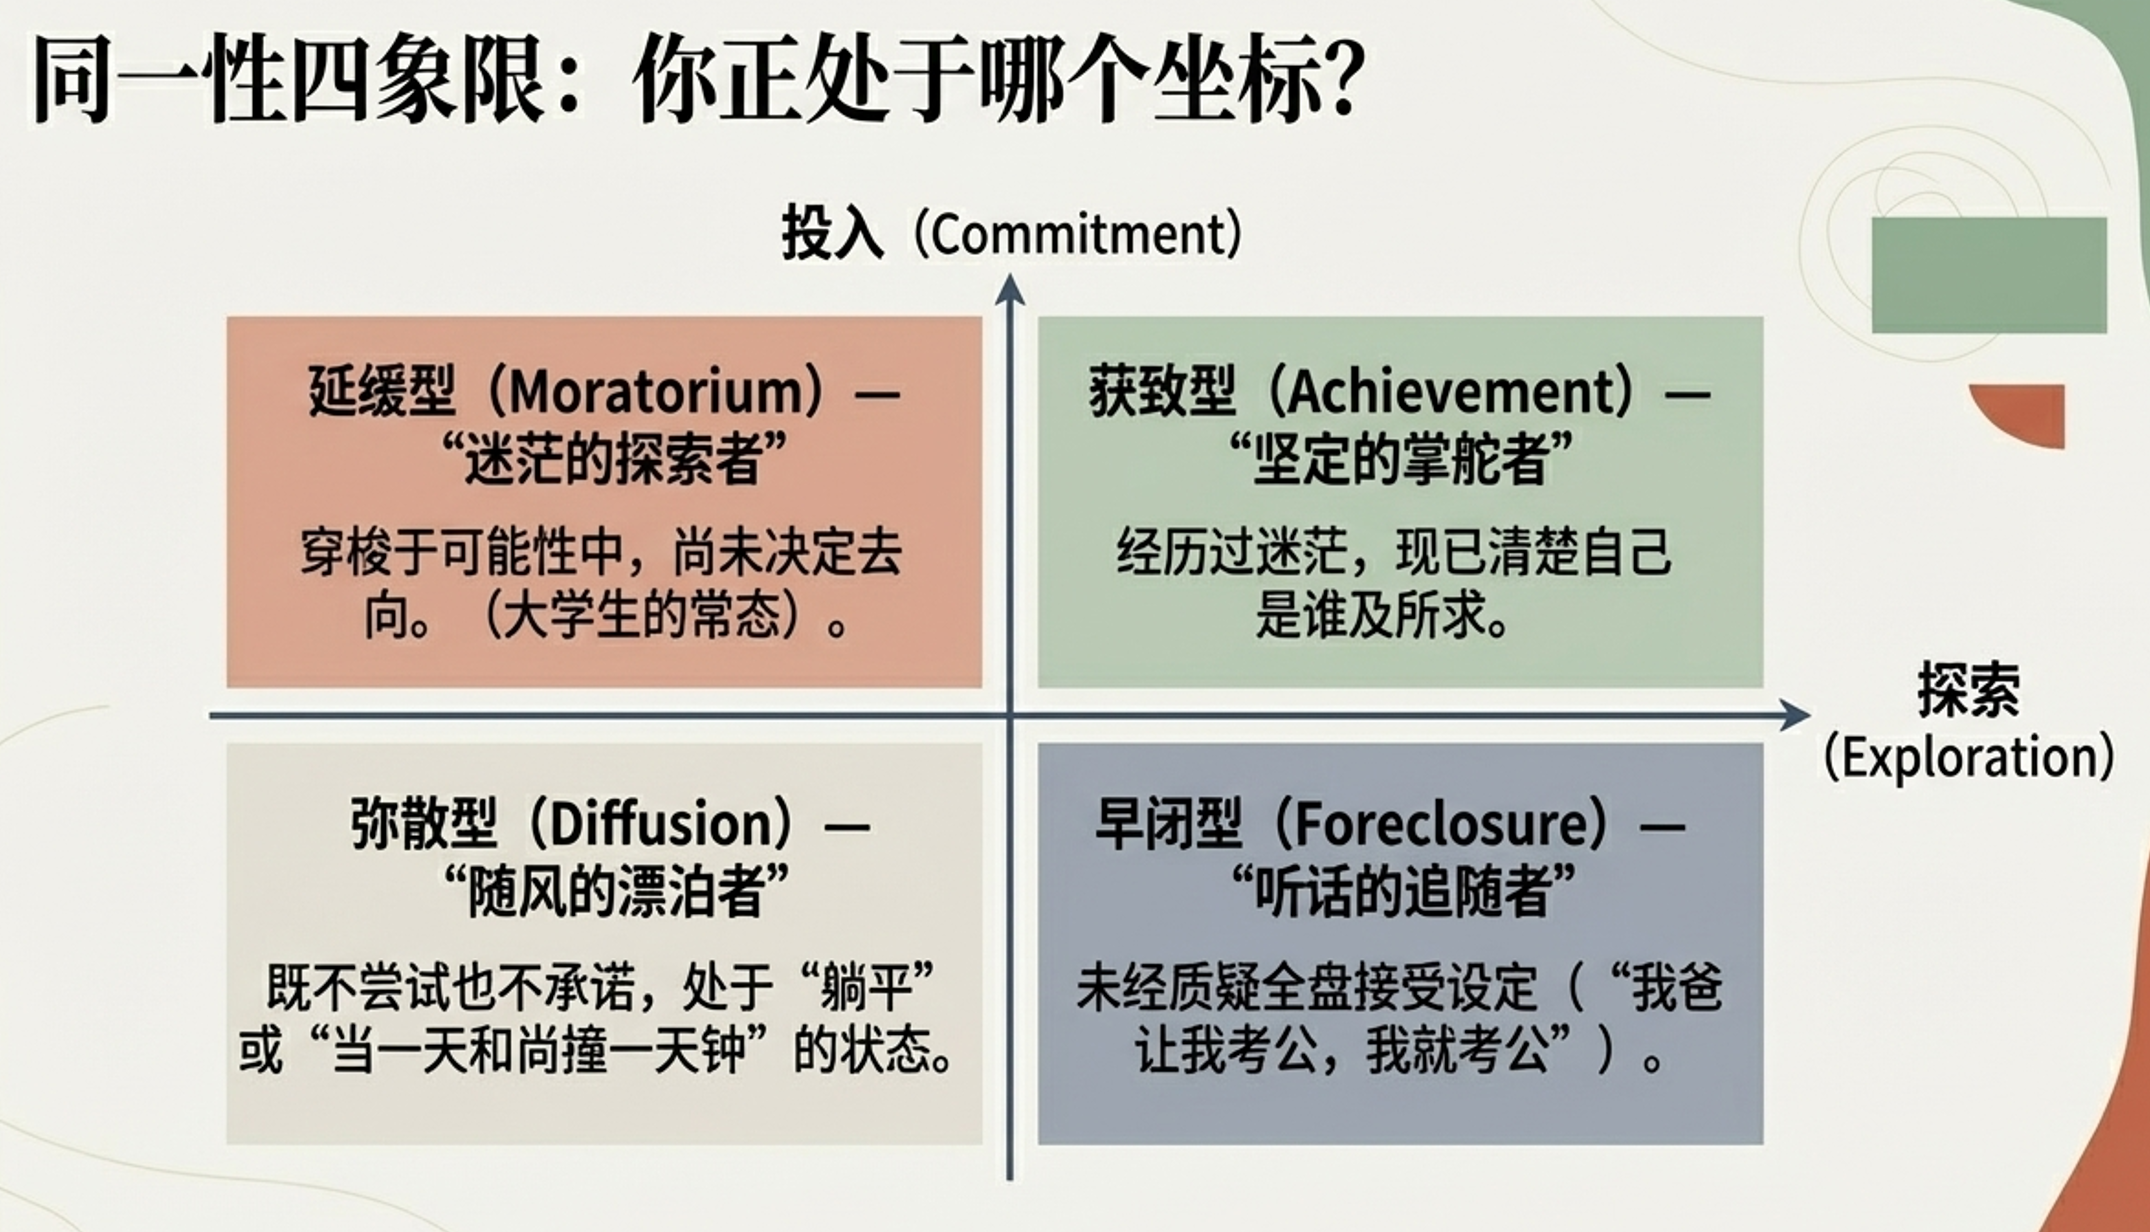 同一性四象限：你正处于哪个坐标？
投入（Commitment）
延缓型（Moratorium）—
“迷茫的探索者”
穿梭于可能性中，尚未决定去
向。（大学生的常态）。
获致型（Achievement）—
“坚定的掌舵者”
经历过迷茫，现已清楚自己
是谁及所求。
探索
（Exploration）
弥散型（Diffusion）—
“随风的漂泊者”
既不尝试也不承诺，处于“躺平”
或“当一天和尚撞一天钟”的状态。
早闭型（Foreclosure）—
“听话的追随者”
未经质疑全盘接受设定（“我爸
让我考公，我就考公”）。